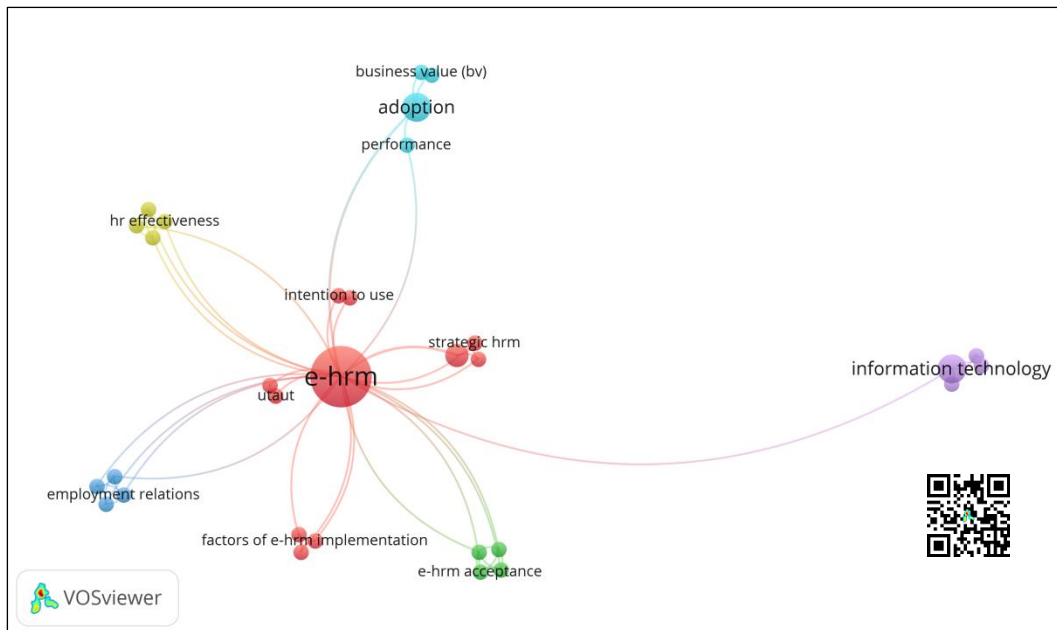 business value (bv)
adoption
performance
hr effectiveness
intention to use
strategic hrm
e-hrm
utaut
information technology
employment relations
factors of e-hrm implementation
e-hrm acceptance
VOSviewer